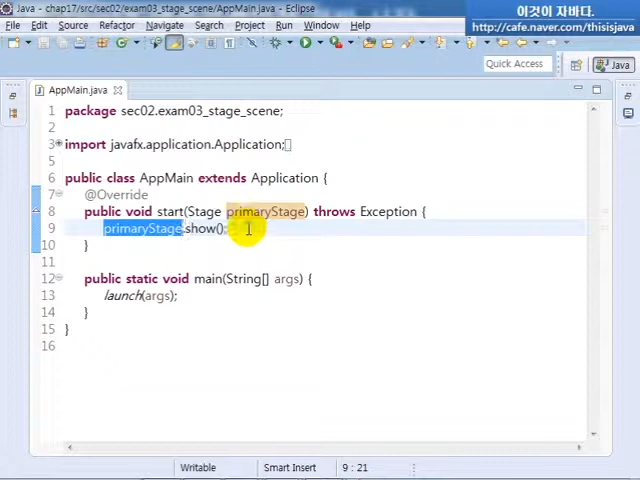 Java - chap17/src/sec02/exam03_stage_scene/AppMain.java - Eclipse
이것이 자바다.
http://cafe.naver.com/thisisjava
File Edit Source Refactor Navigate Search Project Run Window Help
Quick Access
Java
AppMain.java
1 package sec02.exam03_stage_scene;
2
3 import javafx.application.Application;
5
6 public class AppMain extends Application {
7 @Override
8 public void start(Stage primaryStage) throws Exception {
9 primaryStage.show();
10 }
11
12 public static void main(String[] args) {
13 launch(args);
14 }
15 }
16
Writable Smart Insert 9 : 21